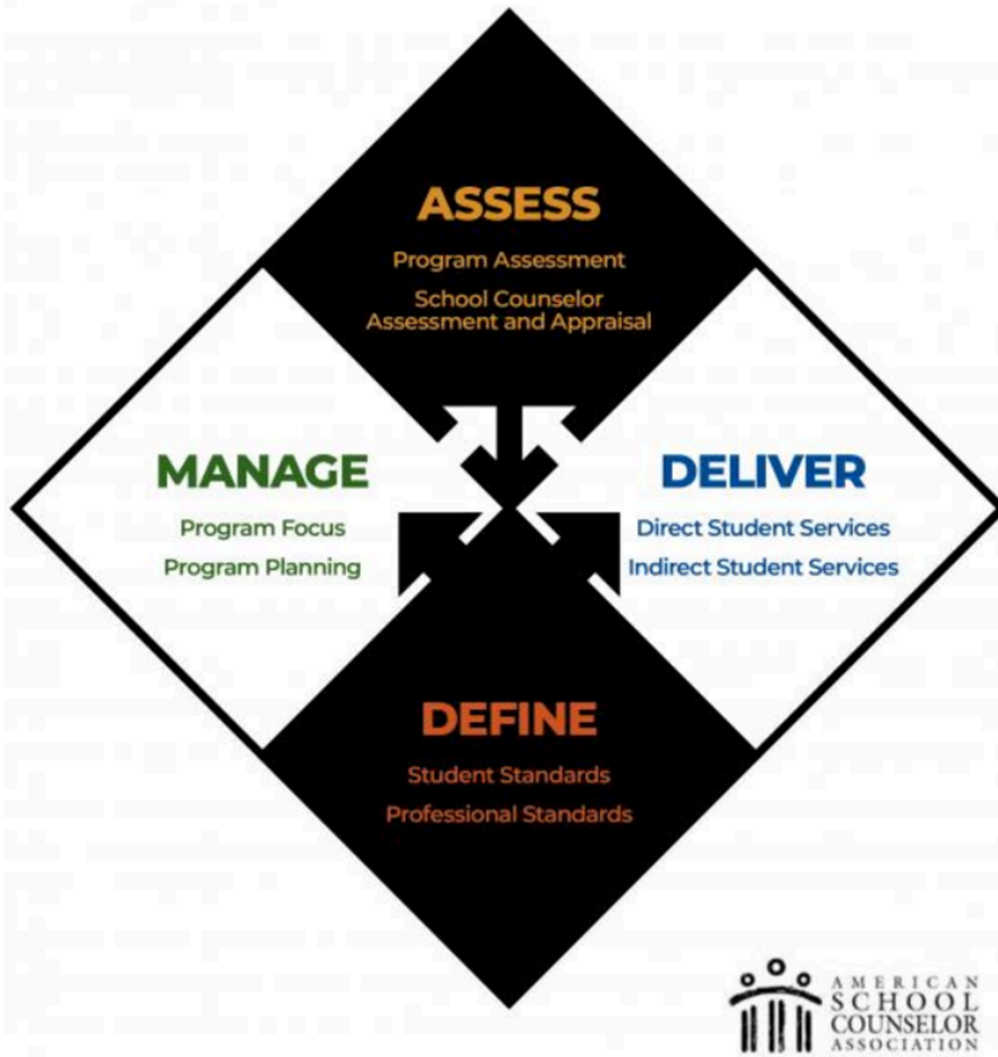 ASSESS
Program Assessment
School Counselor
Assessment and Appraisal
MANAGE
Program Focus
Program Planning
DELIVER
Direct Student Services
Indirect Student Services
DEFINE
Student Standards
Professional Standards
AMERICAN
SCHOOL
COUNSELOR
ASSOCIATION